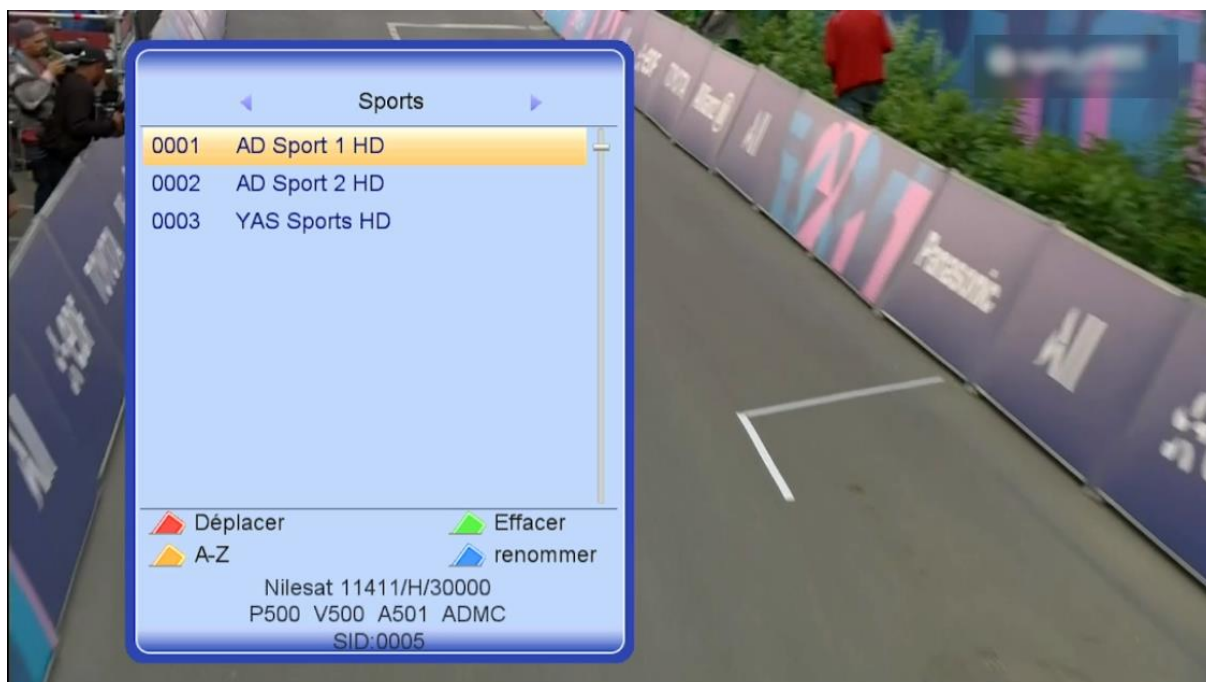 Sports
0001 AD Sport 1 HD
0002 AD Sport 2 HD
0003 YAS Sports HD
Déplacer Effacer
A-Z renommer
Nilesat 11411/H/30000
P500 V500 A501 ADMC
SID:0005
Panasonic